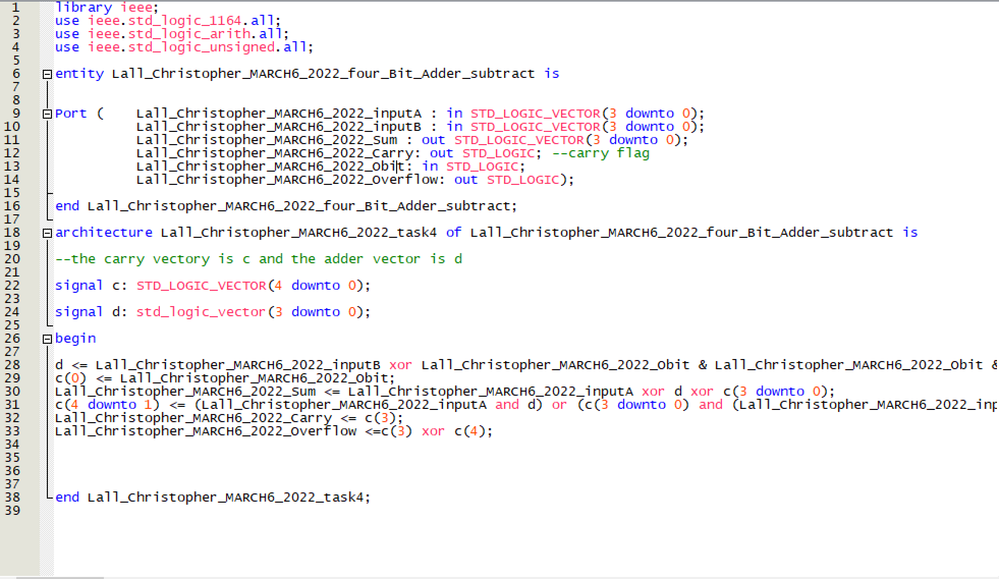 1 library ieee;
2 use ieee.std_logic_1164.all;
3 use ieee.std_logic_arith.all;
4 use ieee.std_logic_unsigned.all;
5
6 entity Lall_Christopher_MARCH6_2022_four_Bit_Adder_subtract is
7
8
9 Port ( Lall_Christopher_MARCH6_2022_inputA : in STD_LOGIC_VECTOR(3 downto 0);
10 Lall_Christopher_MARCH6_2022_inputB : in STD_LOGIC_VECTOR(3 downto 0);
11 Lall_Christopher_MARCH6_2022_Sum : out STD_LOGIC_VECTOR(3 downto 0);
12 Lall_Christopher_MARCH6_2022_Carry: out STD_LOGIC; --carry flag
13 Lall_Christopher_MARCH6_2022_Obit: in STD_LOGIC;
14 Lall_Christopher_MARCH6_2022_Overflow: out STD_LOGIC);
15
16 end Lall_Christopher_MARCH6_2022_four_Bit_Adder_subtract;
17
18 architecture Lall_Christopher_MARCH6_2022_task4 of Lall_Christopher_MARCH6_2022_four_Bit_Adder_subtract is
19
20 --the carry vectory is c and the adder vector is d
21
22 signal c: STD_LOGIC_VECTOR(4 downto 0);
23
24 signal d: std_logic_vector(3 downto 0);
25
26 begin
27
28 d <= Lall_Christopher_MARCH6_2022_inputB xor Lall_Christopher_MARCH6_2022_Obit & Lall_Christopher_MARCH6_2022_Obit &
29 c(0) <= Lall_Christopher_MARCH6_2022_Obit;
30 Lall_Christopher_MARCH6_2022_Sum <= Lall_Christopher_MARCH6_2022_inputA xor d xor c(3 downto 0);
31 c(4 downto 1) <= (Lall_Christopher_MARCH6_2022_inputA and d) or (c(3 downto 0) and (Lall_Christopher_MARCH6_2022_inp
32 Lall_Christopher_MARCH6_2022_Carry <= c(3);
33 Lall_Christopher_MARCH6_2022_Overflow <=c(3) xor c(4);
34
35
36
37
38 end Lall_Christopher_MARCH6_2022_task4;
39